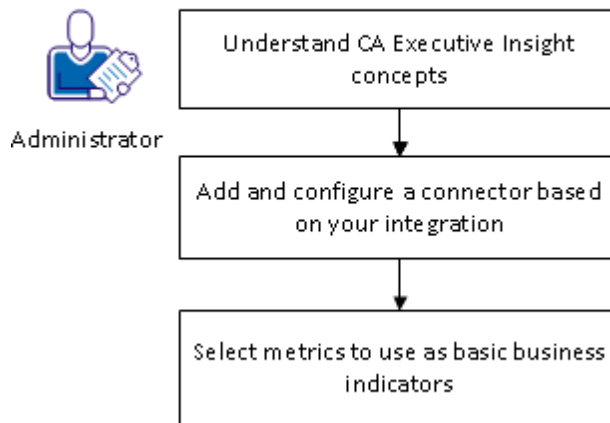 Understand CA Executive Insight
concepts
Administrator
Add and configure a connector based
on your integration
Select metrics to use as basic business
indicators